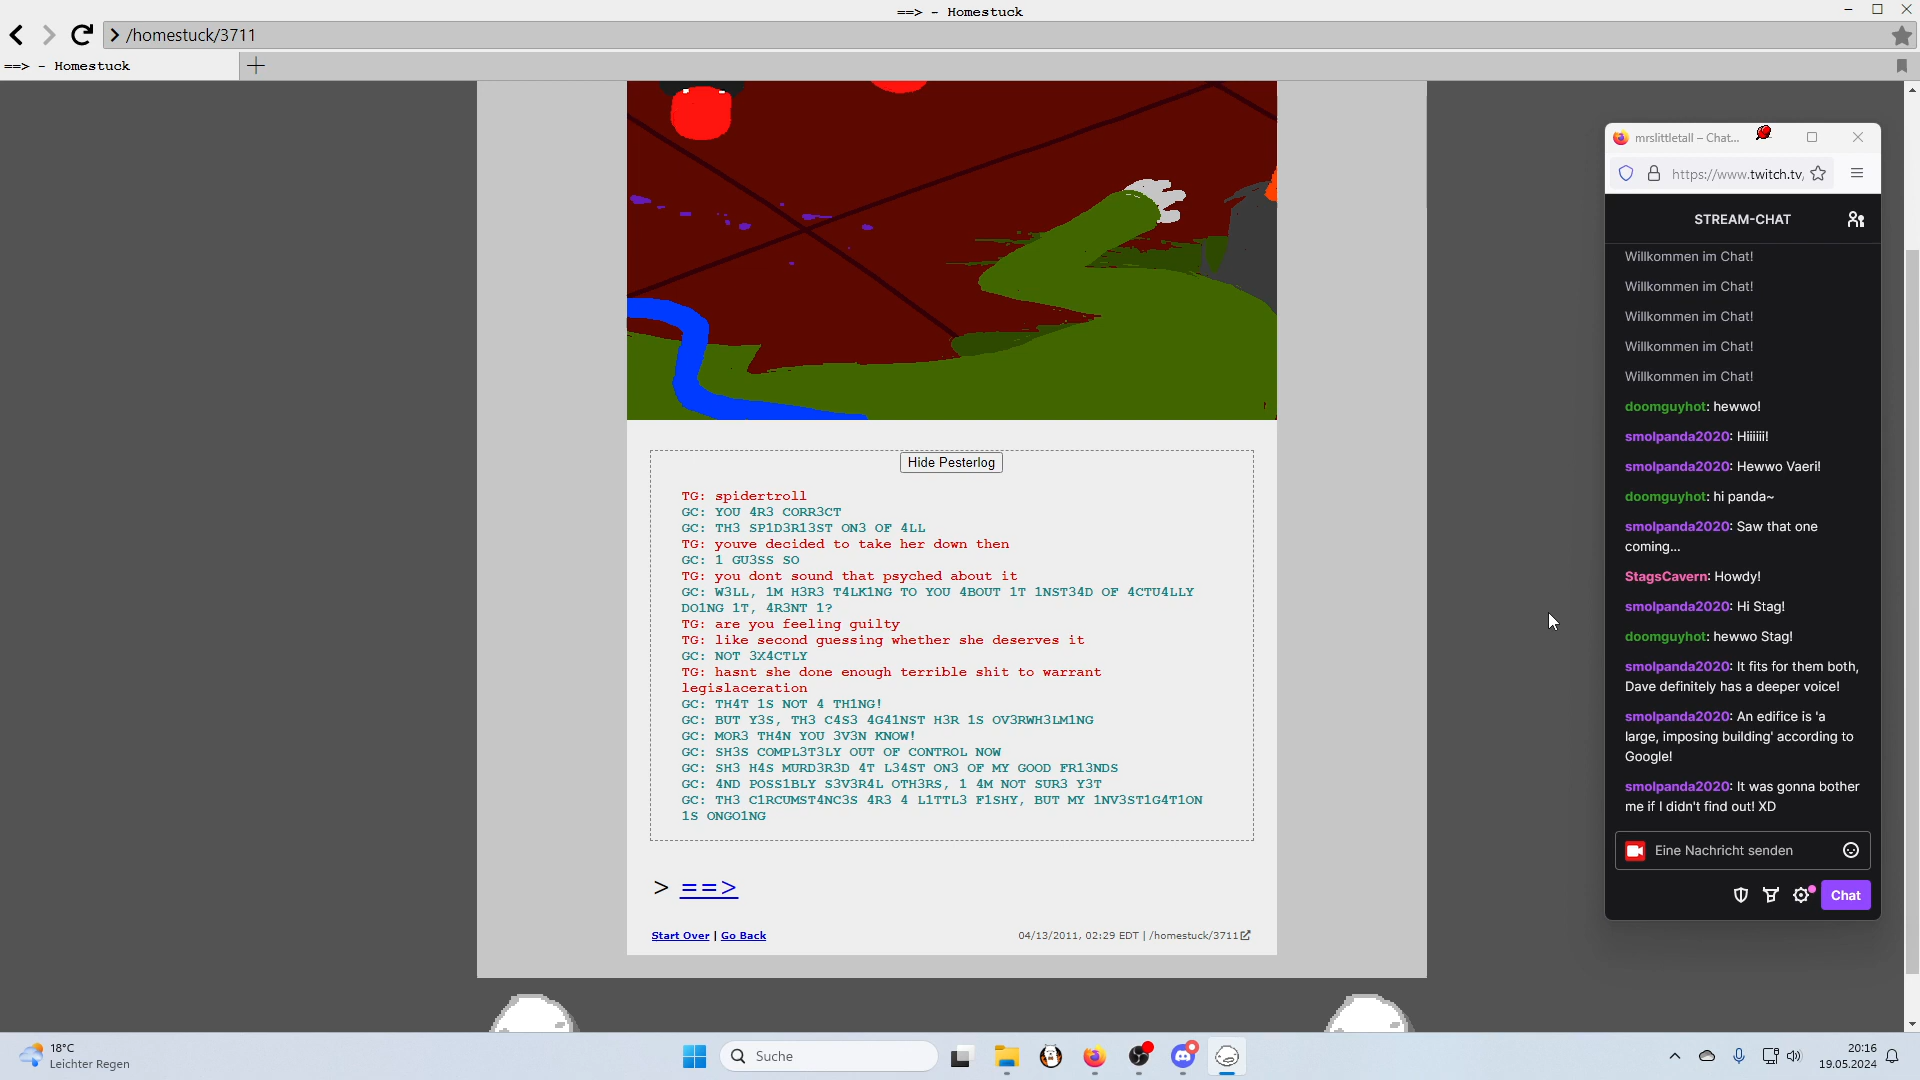 ==> - Homestuck
/homestuck/3711
==> - Homestuck
Hide Pesterlog
TG: spidertroll
GC: YOU 4R3 CORR3CT
GC: TH3 SP1D3R13ST ON3 OF 4LL
TG: youve decided to take her down then
GC: 1 GU3SS SO
TG: you dont sound that psyched about it
GC: W3LL, 1M H3R3 T4LK1NG TO YOU 4BOUT 1T 1NST34D OF 4CTU4LLY
DO1NG 1T, 4R3NT 1?
TG: are you feeling guilty
TG: like second guessing whether she deserves it
GC: NOT 3X4CTLY
TG: hasnt she done enough terrible shit to warrant
legislaceration
GC: TH4T 1S NOT 4 TH1NG!
GC: BUT Y3S, TH3 C4S3 4G41NST H3R 1S OV3RWH3LM1NG
GC: MOR3 TH4N YOU 3V3N KNOW!
GC: SH3S COMPL3T3LY OUT OF CONTROL NOW
GC: SH3 H4S MURD3R3D 4T L34ST ON3 OF MY GOOD FR13NDS
GC: 4ND POSS1BLY S3V3R4L OTH3RS, 1 4M NOT SUR3 Y3T
GC: TH3 C1RCUMST4NC3S 4R3 4 L1TTL3 F1SHY, BUT MY 1NV3ST1G4T1ON
1S ONGO1NG
> ==>
Start Over | Go Back
04/13/2011, 02:29 EDT | /homestuck/3711
mrslittletall – Chat...
https://www.twitch.tv
STREAM-CHAT
Willkommen im Chat!
Willkommen im Chat!
Willkommen im Chat!
Willkommen im Chat!
Willkommen im Chat!
doomguyhot: hewwo!
smolpanda2020: Hiiiiii!
smolpanda2020: Hewwo Vaeri!
doomguyhot: hi panda~
smolpanda2020: Saw that one
coming...
StagsCavern: Howdy!
smolpanda2020: Hi Stag!
doomguyhot: hewwo Stag!
smolpanda2020: It fits for them both,
Dave definitely has a deeper voice!
smolpanda2020: An edifice is 'a
large, imposing building' according to
Google!
smolpanda2020: It was gonna bother
me if I didn't find out! XD
Eine Nachricht senden
Chat
18°C
Leichter Regen
Suche
20:16
19.05.2024